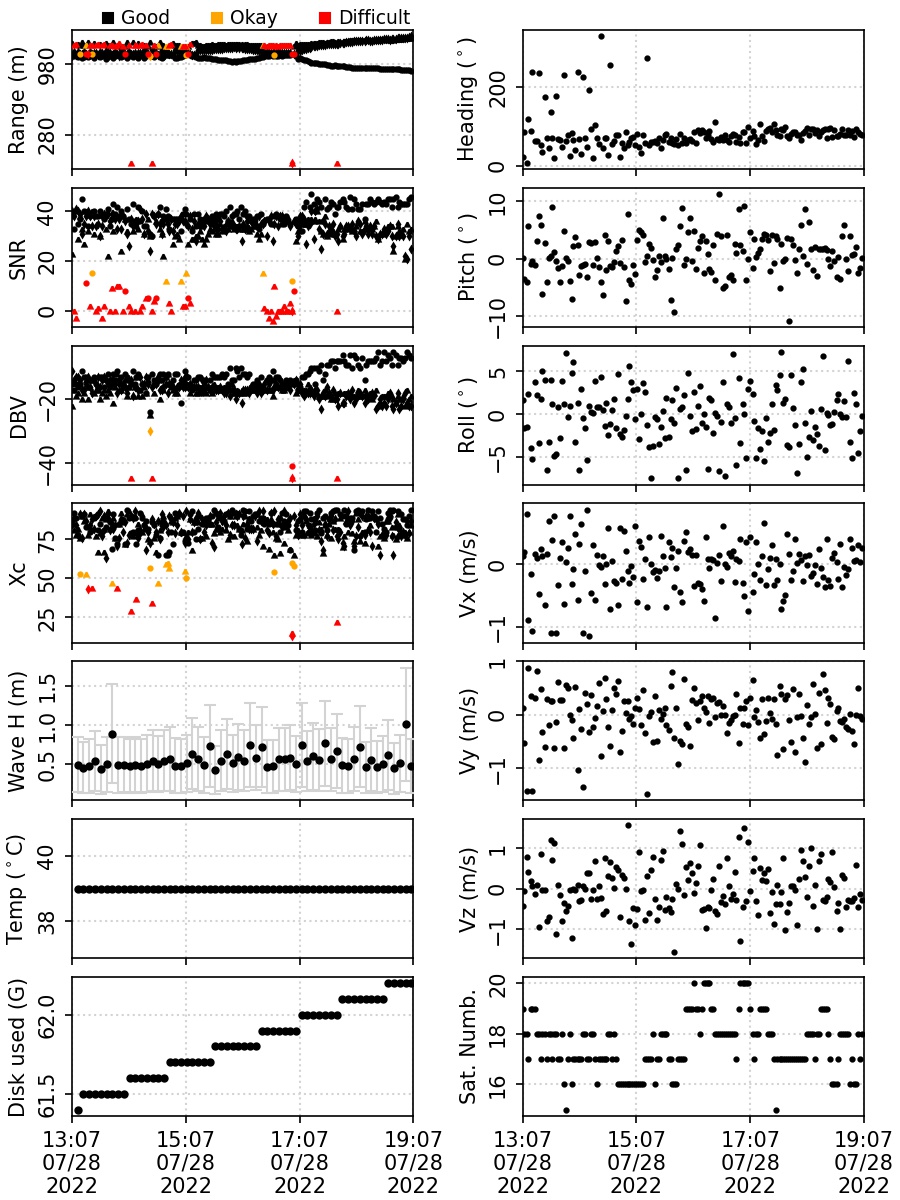 Good Okay Difficult
Range (m)
980
280
Heading (°)
200
0
SNR
40
20
0
Pitch (°)
10
0
−10
DBV
−20
−40
Roll (°)
5
0
−5
Xc
75
50
25
Vx (m/s)
0
−1
Wave H (m)
1.5
1.0
0.5
Vy (m/s)
1
0
−1
Temp (°C)
40
38
Vz (m/s)
1
0
−1
Disk used (G)
62.0
61.5
Sat. Numb.
20
18
16
13:07 15:07 17:07 19:07
07/28 07/28 07/28 07/28
2022 2022 2022 2022
13:07 15:07 17:07 19:07
07/28 07/28 07/28 07/28
2022 2022 2022 2022